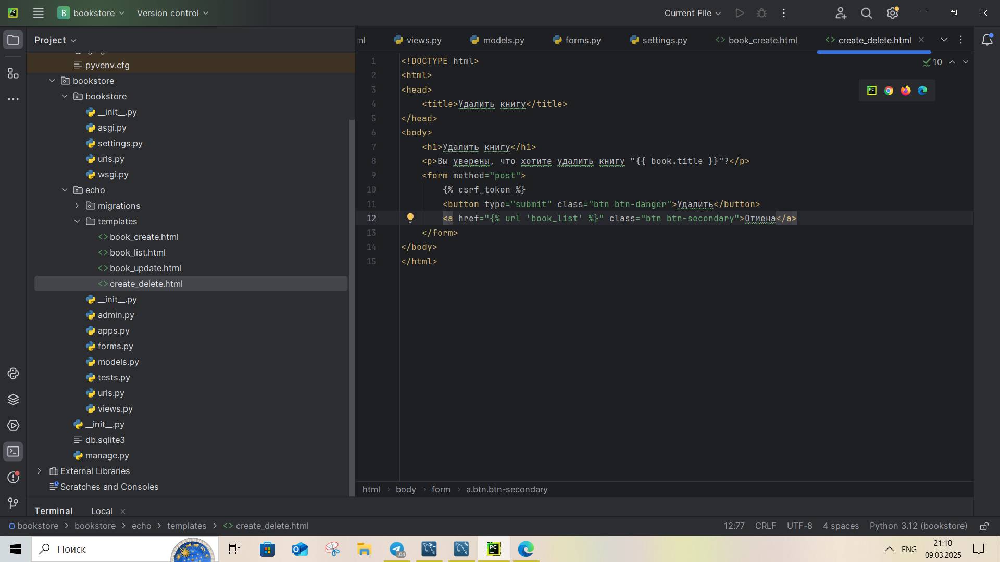 B bookstore Version control Current File
Project
ml views.py models.py forms.py settings.py book_create.html create_delete.html
pyvenv.cfg
bookstore
bookstore
__init__.py
asgi.py
settings.py
urls.py
wsgi.py
echo
migrations
templates
book_create.html
book_list.html
book_update.html
create_delete.html
__init__.py
admin.py
apps.py
forms.py
models.py
tests.py
urls.py
views.py
__init__.py
db.sqlite3
manage.py
External Libraries
Scratches and Consoles
10
1 <!DOCTYPE html>
2 <html>
3 <head>
4 <title>Удалить книгу</title>
5 </head>
6 <body>
7 <h1>Удалить книгу</h1>
8 <p>Вы уверены, что хотите удалить книгу "{{ book.title }}"?</p>
9 <form method="post">
10 {% csrf_token %}
11 <button type="submit" class="btn btn-danger">Удалить</button>
12 <a href="{% url 'book_list' %}" class="btn btn-secondary">Отмена</a>
13 </form>
14 </body>
15 </html>
html › body › form › a.btn.btn-secondary
Terminal Local
bookstore > bookstore > echo > templates > create_delete.html 12:77 CRLF UTF-8 4 spaces Python 3.12 (bookstore)
Поиск ..04 PC ENG 21:10
09.03.2025